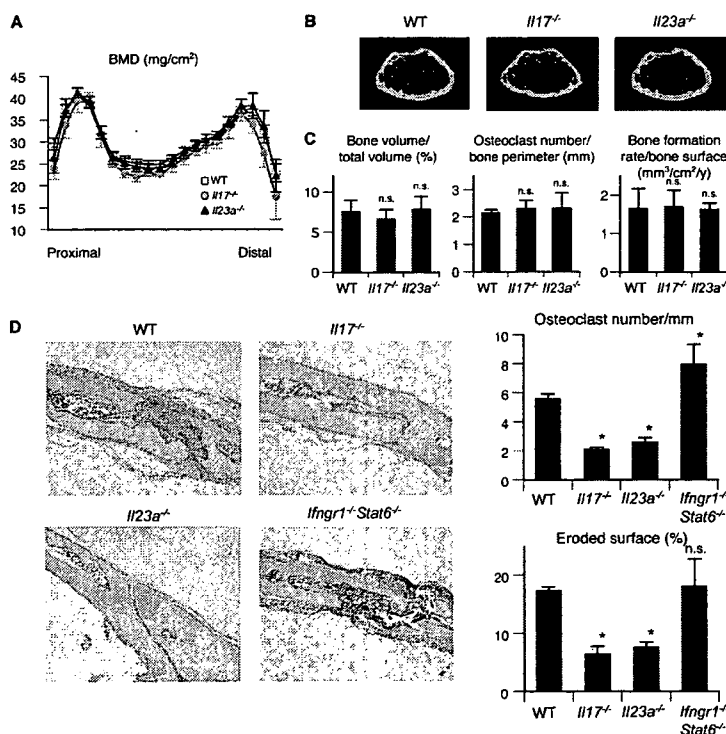 A
BMD (mg/cm²)
45
40
35
30
25
20
15
10
WT
Il17-/-
Il23a-/-
Proximal
Distal
B
WT
Il17-/-
Il23a-/-
C
Bone volume/
total volume (%)
10
5
0
n.s.
n.s.
WT
Il17-/-
Il23a-/-
Osteoclast number/
bone perimeter (mm)
3
2
1
0
n.s.
n.s.
WT
Il17-/-
Il23a-/-
Bone formation
rate/bone surface
(mm³/cm²/y)
2
1
0
n.s.
n.s.
WT
Il17-/-
Il23a-/-
D
WT
Il17-/-
Il23a-/-
Ifngr1-/-Stat6-/-
Osteoclast number/mm
10
8
6
4
2
0
*
*
*
WT
Il17-/-
Il23a-/-
Ifngr1-/-
Stat6-/-
Eroded surface (%)
20
10
0
*
*
n.s.
WT
Il17-/-
Il23a-/-
Ifngr1-/-
Stat6-/-